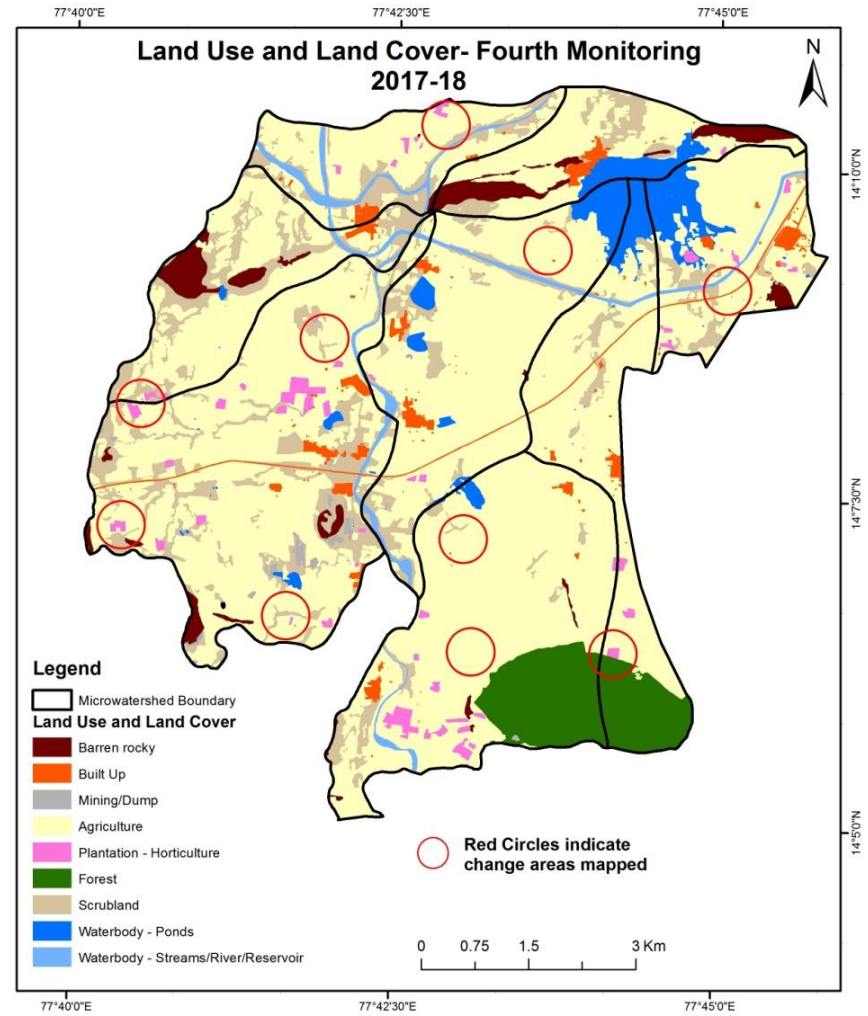 77°40'0"E
77°42'30"E
77°45'0"E
Land Use and Land Cover- Fourth Monitoring
2017-18
N
14°10'0"N
14°7'30"N
14°5'0"N
Legend
Microwatershed Boundary
Land Use and Land Cover
Barren rocky
Built Up
Mining/Dump
Agriculture
Plantation - Horticulture
Forest
Scrubland
Waterbody - Ponds
Waterbody - Streams/River/Reservoir
Red Circles indicate
change areas mapped
0 0.75 1.5 3 Km
77°40'0"E
77°42'30"E
77°45'0"E